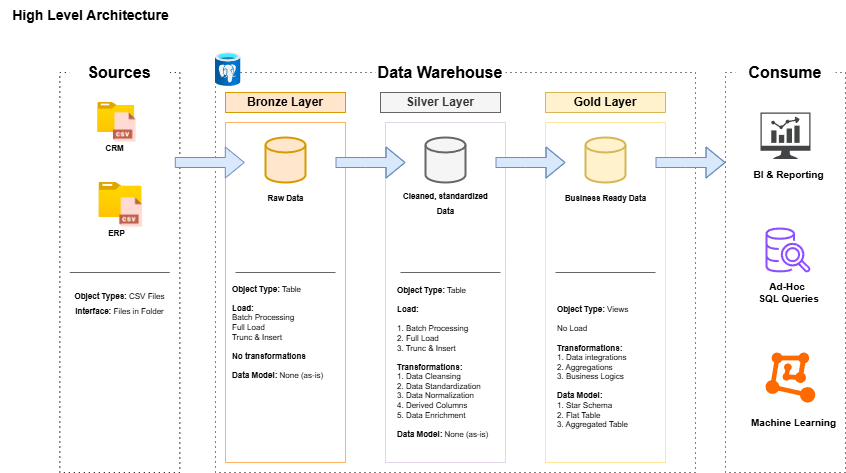 High Level Architecture
Sources
CSV
CRM
CSV
ERP
Object Types: CSV Files
Interface: Files in Folder
Data Warehouse
Bronze Layer
Raw Data
Object Type: Table
Load:
Batch Processing
Full Load
Trunc & Insert
No transformations
Data Model: None (as-is)
Silver Layer
Cleaned, standardized
Data
Object Type: Table
Load:
1. Batch Processing
2. Full Load
3. Trunc & Insert
Transformations:
1. Data Cleansing
2. Data Standardization
3. Data Normalization
4. Derived Columns
5. Data Enrichment
Data Model: None (as-is)
Gold Layer
Business Ready Data
Object Type: Views
No Load
Transformations:
1. Data integrations
2. Aggregations
3. Business Logics
Data Model:
1. Star Schema
2. Flat Table
3. Aggregated Table
Consume
BI & Reporting
Ad-Hoc
SQL Queries
Machine Learning